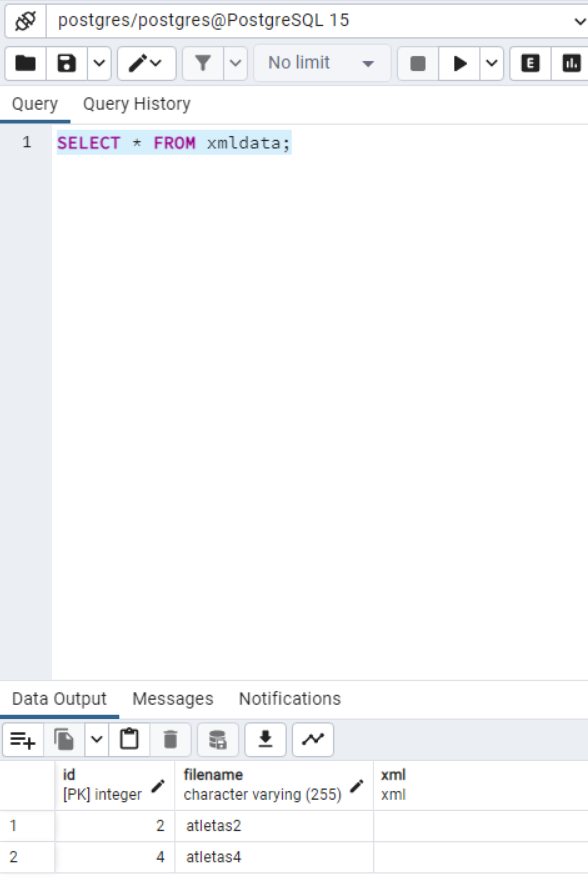 postgres/postgres@PostgreSQL 15
No limit
E
Query Query History
1 SELECT * FROM xmldata;
Data Output Messages Notifications
id filename xml
[PK] integer character varying (255) xml
1 2 atletas2
2 4 atletas4